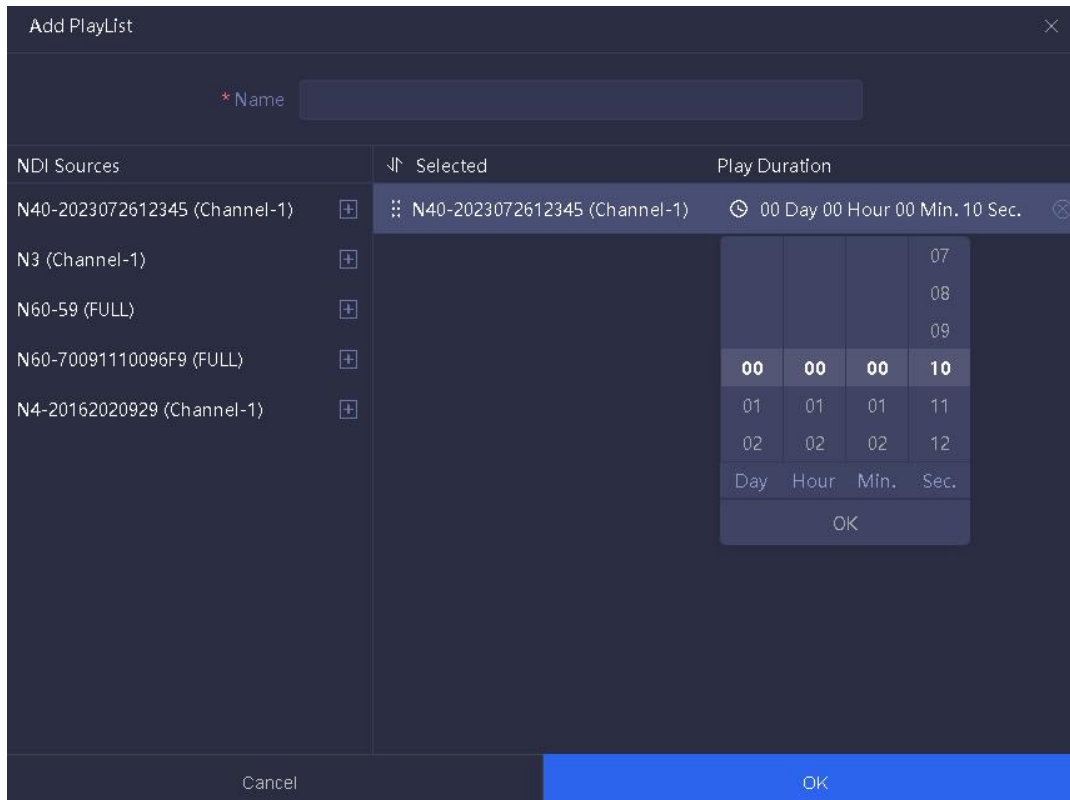 Add PlayList
* Name
NDI Sources
Selected
Play Duration
N40-2023072612345 (Channel-1)
N40-2023072612345 (Channel-1)
00 Day 00 Hour 00 Min. 10 Sec.
N3 (Channel-1)
N60-59 (FULL)
N60-70091110096F9 (FULL)
N4-20162020929 (Channel-1)
07
08
09
00 00 00 10
01 01 01 11
02 02 02 12
Day Hour Min. Sec.
OK
Cancel
OK